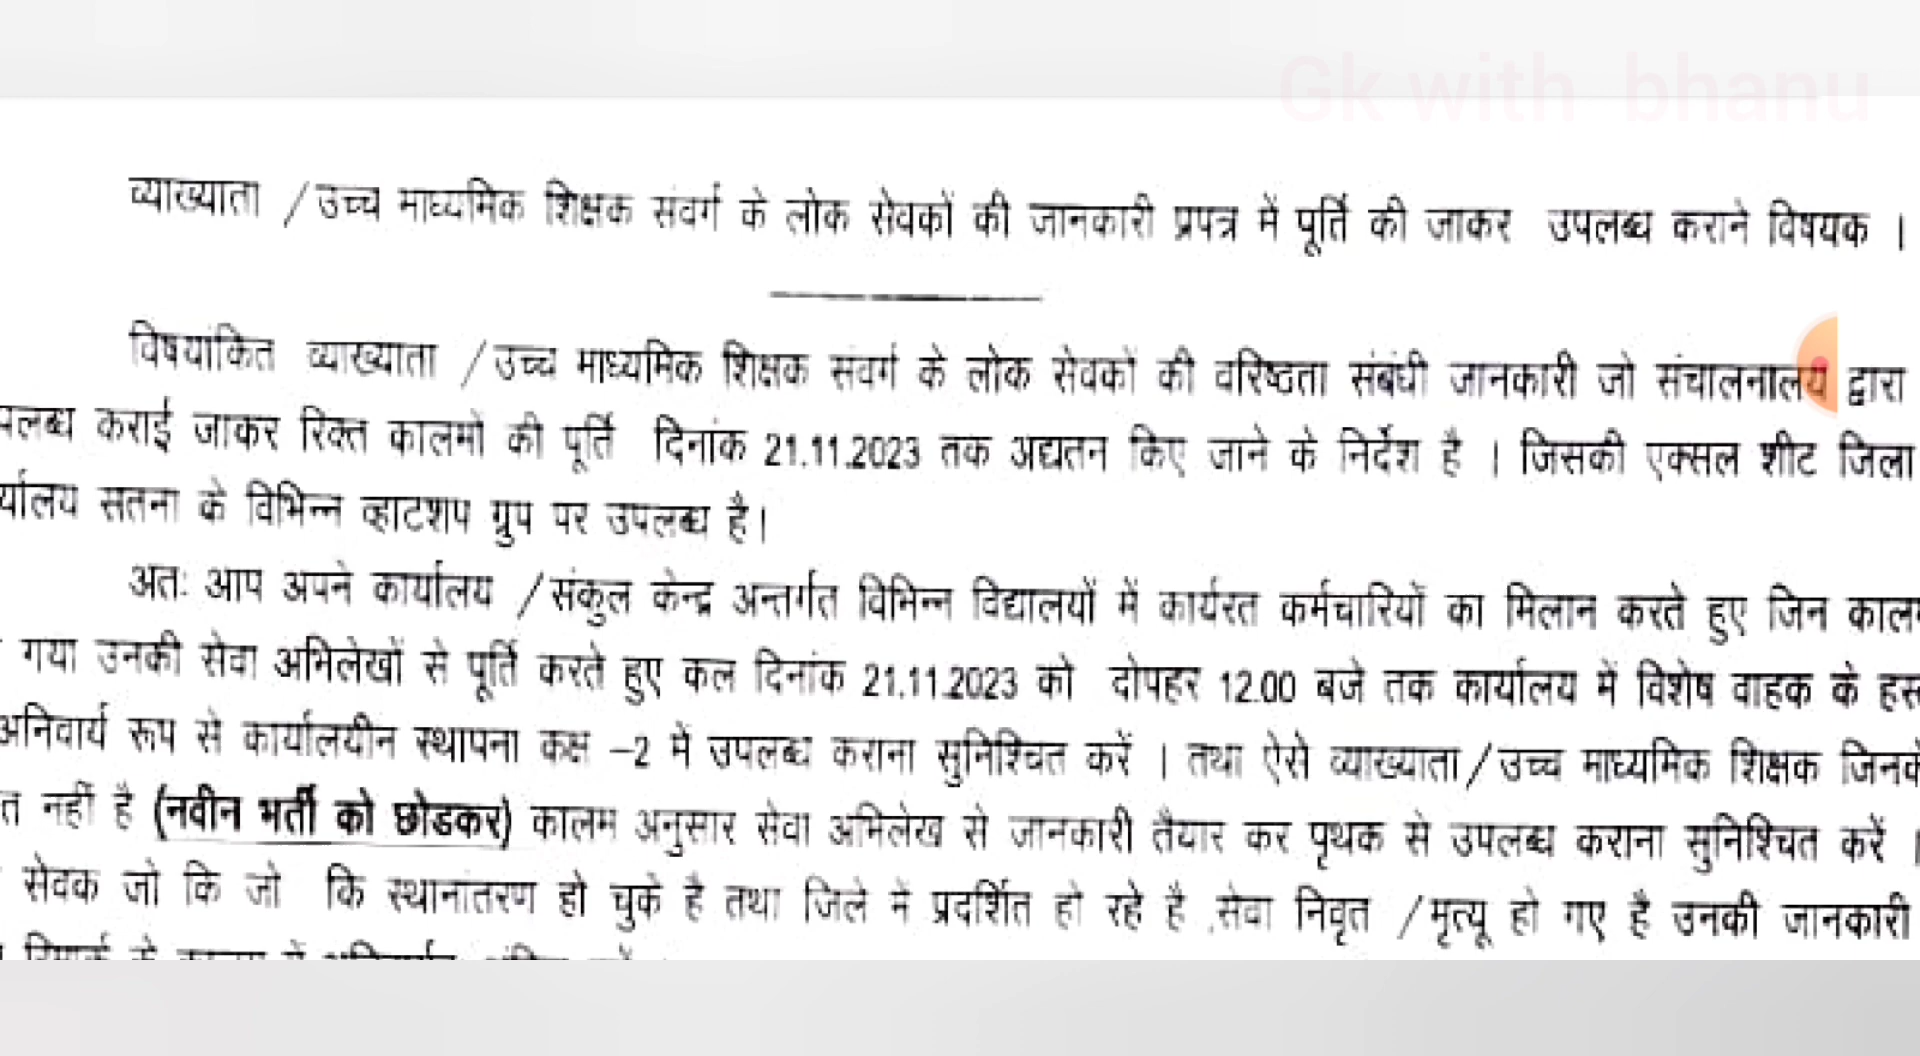 Gk with bhanu
व्याख्याता /उच्च माध्यमिक शिक्षक संवर्ग के लोक सेवकों की जानकारी प्रपत्र में पूर्ति की जाकर उपलब्ध कराने विषयक ।
विषयांकित व्याख्याता /उच्च माध्यमिक शिक्षक संवर्ग के लोक सेवकों की वरिष्ठता संबंधी जानकारी जो संचालनालय द्वारा
पलब्ध कराई जाकर रिक्त कालमों की पूर्ति दिनांक 21.11.2023 तक अद्यतन किए जाने के निर्देश है । जिसकी एक्सल शीट जिला
र्यालय सतना के विभिन्न व्हाटशप ग्रुप पर उपलब्ध है।
अतः आप अपने कार्यालय /संकुल केन्द्र अन्तर्गत विभिन्न विद्यालयों में कार्यरत कर्मचारियों का मिलान करते हुए जिन
गया उनकी सेवा अभिलेखों से पूर्ति करते हुए कल दिनांक 21.11.2023 को दोपहर 12.00 बजे तक कार्यालय में विशेष वाहक के
अनिवार्य रूप से कार्यालयीन स्थापना कक्ष -2 में उपलब्ध कराना सुनिश्चित करें । तथा ऐसे व्याख्याता/उच्च माध्यमिक शिक्षक जिनके
त नहीं है (नवीन भर्ती को छोडकर) कालम अनुसार सेवा अभिलेख से जानकारी तैयार कर पृथक से उपलब्ध कराना सुनिश्चित करें ।
सेवक जो कि जो कि स्थानांतरण हो चुके है तथा जिले में प्रदर्शित हो रहे है ,सेवा निवृत /मृत्यू हो गए है उनकी जानकारी